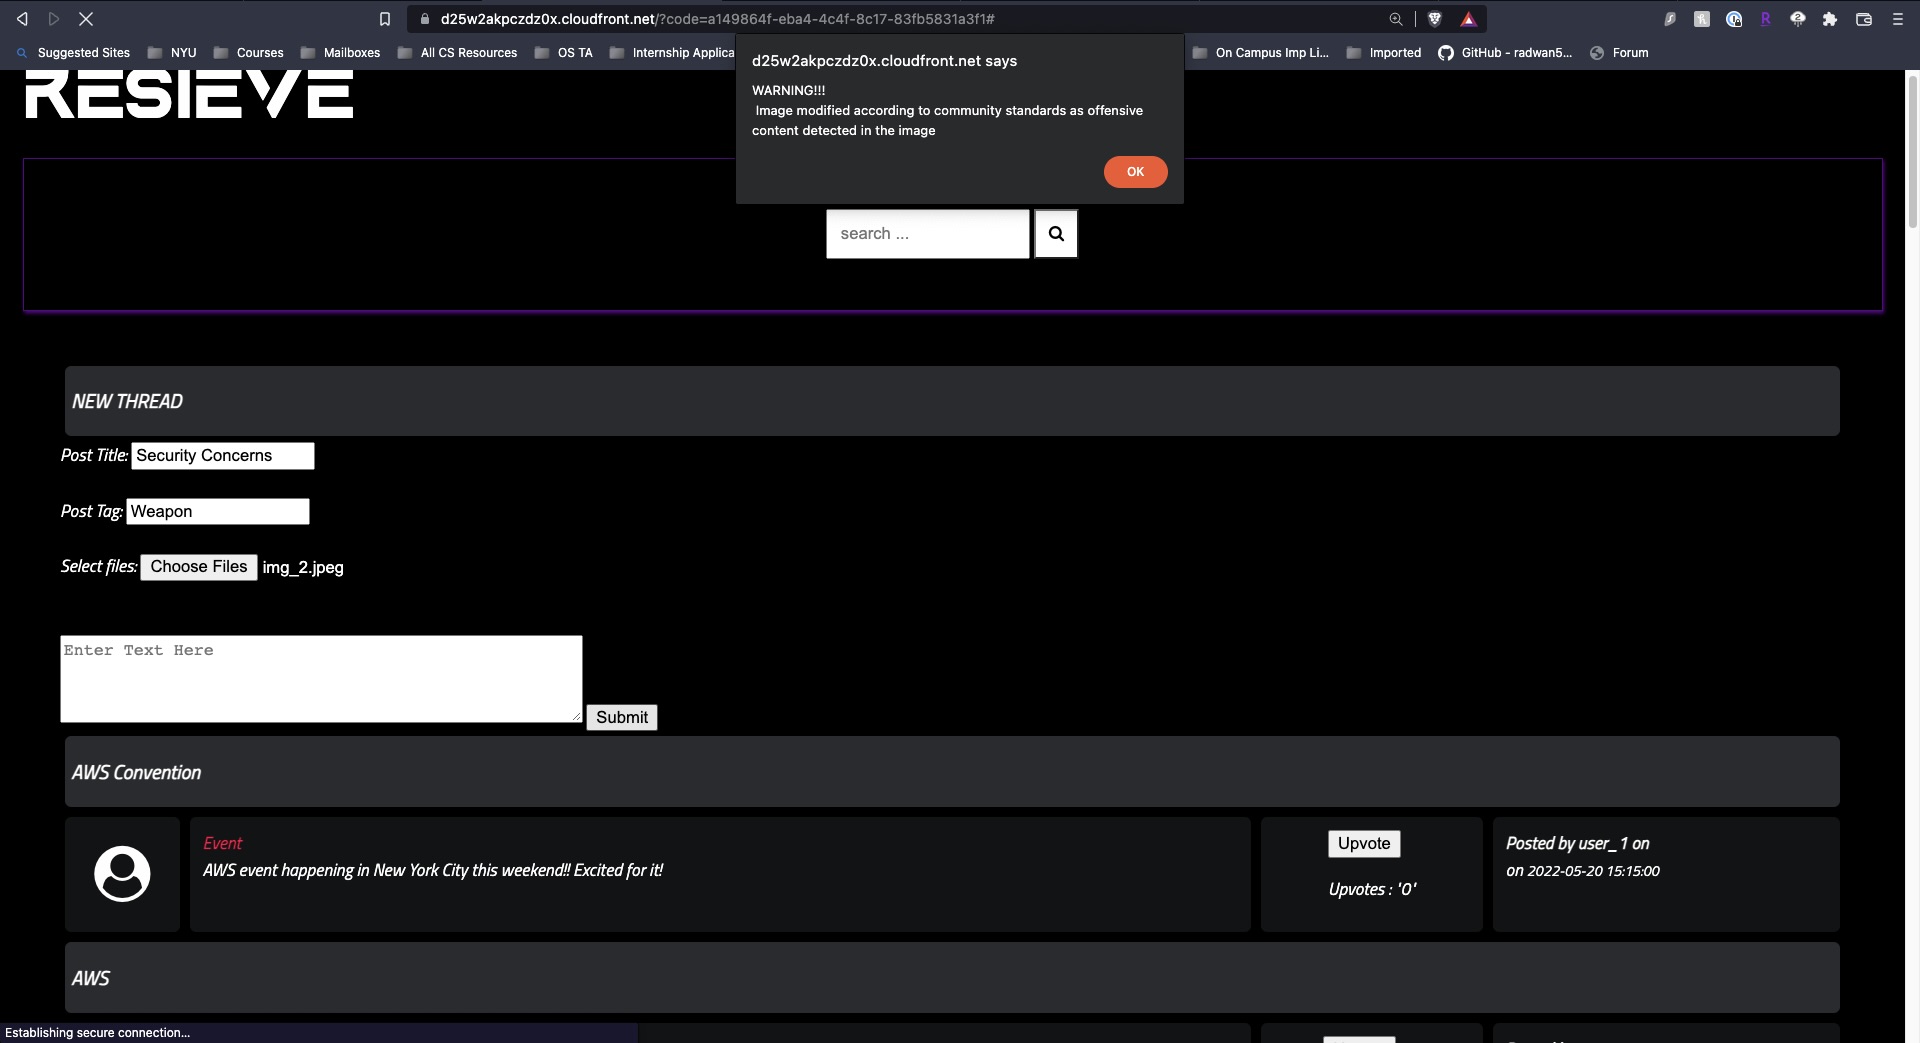 d25w2akpczdz0x.cloudfront.net/?code=a149864f-eba4-4c4f-8c17-83fb5831a3f1#
Suggested Sites NYU Courses Mailboxes All CS Resources OS TA Internship Applica On Campus Imp Li... Imported GitHub - radwan5... Forum
d25w2akpczdz0x.cloudfront.net says
WARNING!!!
Image modified according to community standards as offensive
content detected in the image
OK
RESIEVE
search ...
NEW THREAD
Post Title: Security Concerns
Post Tag: Weapon
Select files: Choose Files img_2.jpeg
Enter Text Here
Submit
AWS Convention
Event
AWS event happening in New York City this weekend!! Excited for it!
Upvote
Upvotes : '0'
Posted by user_1 on
on 2022-05-20 15:15:00
AWS
Establishing secure connection...